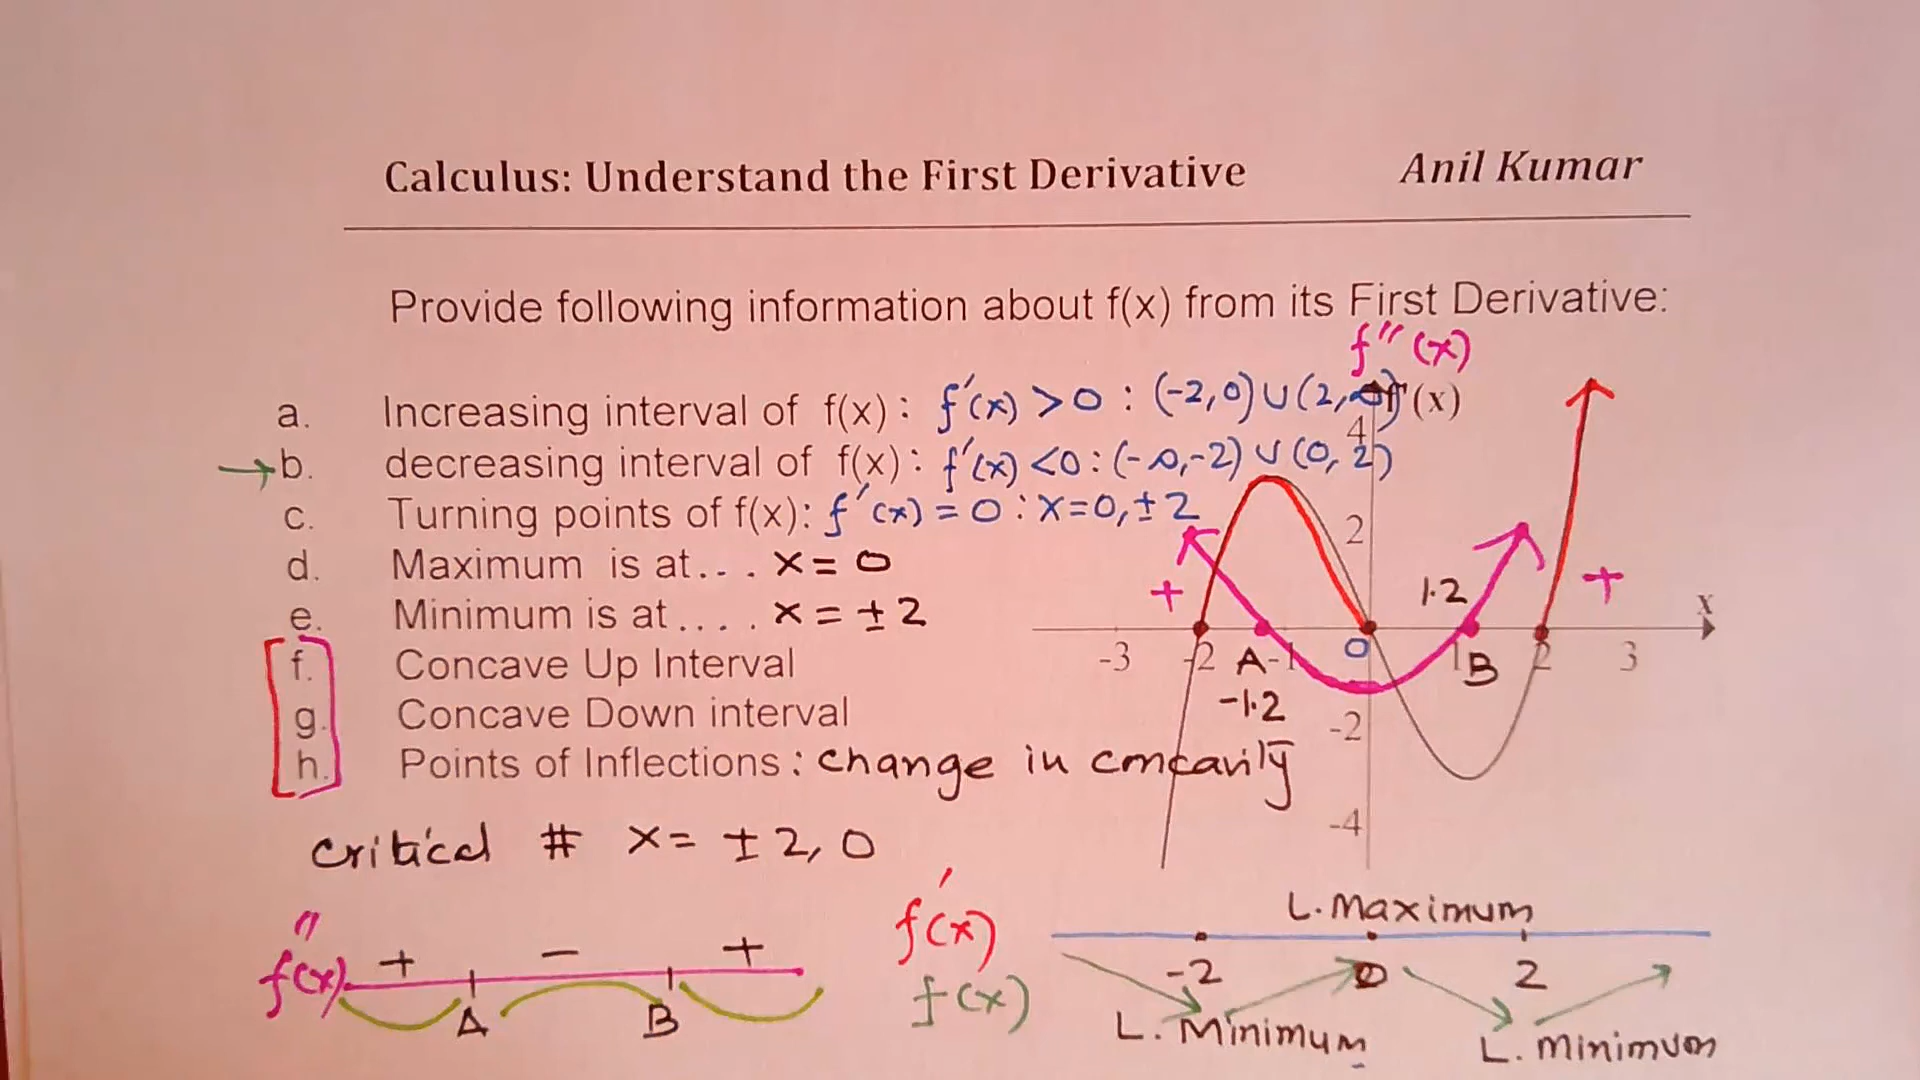 Calculus: Understand the First Derivative Anil Kumar
Provide following information about f(x) from its First Derivative:
f''(x)
a. Increasing interval of f(x): f'(x) > 0 : (-2,0) ∪ (2,∞) f'(x)
b. decreasing interval of f(x): f'(x) < 0 : (-∞,-2) ∪ (0, 2)
c. Turning points of f(x): f'(x) = 0 : x = 0, ± 2
d. Maximum is at... x = 0
e. Minimum is at.... x = ± 2
f. Concave Up Interval
g. Concave Down interval
h. Points of Inflections : change in concavity
4
2
+ 1.2 + x
-3 -2 A -1 0 1 B 2 3
-1.2
-2
-4
critical # x = ± 2, 0
f''(x) + - +
A B
f'(x)
f(x)
L. Maximum
-2 0 2
L. Minimum L. minimum